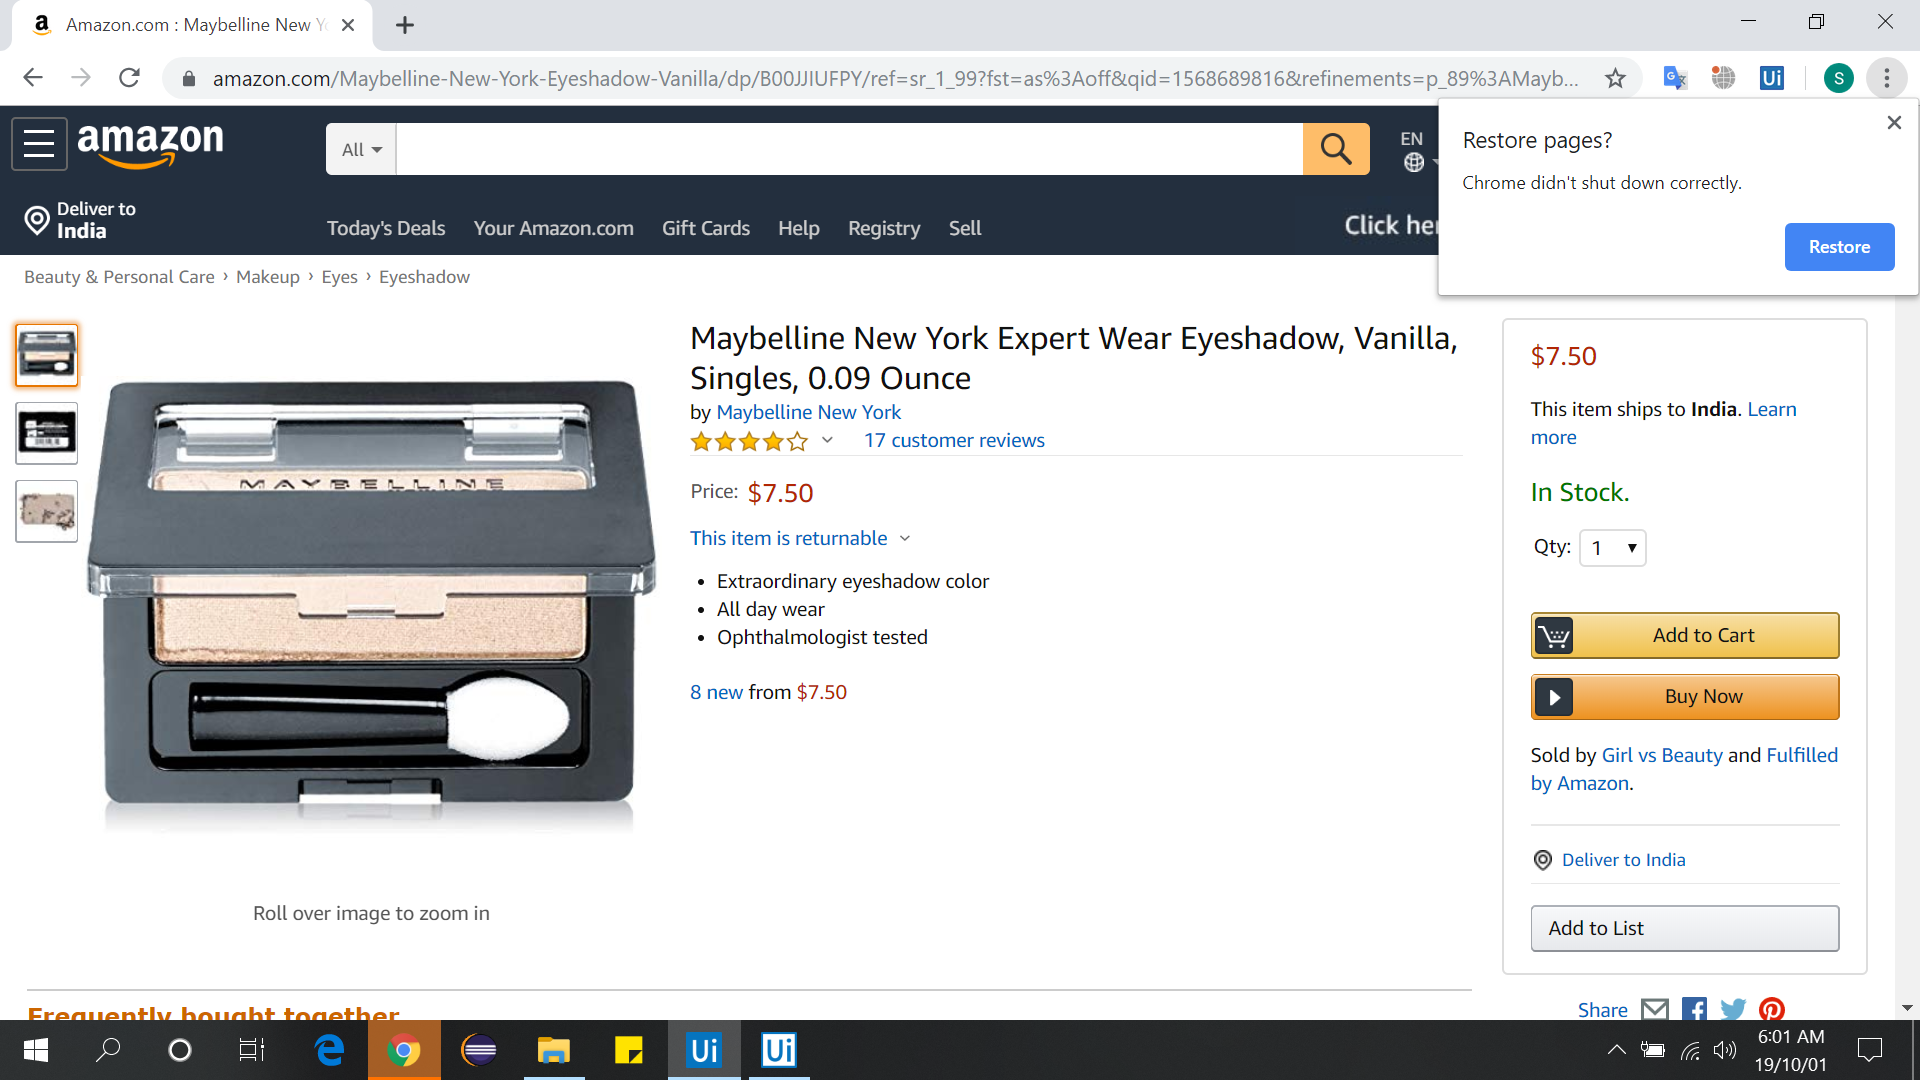 Amazon.com : Maybelline New Y
amazon.com/Maybelline-New-York-Eyeshadow-Vanilla/dp/B00JJIUFPY/ref=sr_1_99?fst=as%3Aoff&qid=1568689816&refinements=p_89%3AMayb...
Ui
S
Restore pages?
Chrome didn't shut down correctly.
Restore
amazon
All
EN
Deliver to
India
Today's Deals
Your Amazon.com
Gift Cards
Help
Registry
Sell
Click her
Beauty & Personal Care › Makeup › Eyes › Eyeshadow
MAYBELLINE
Roll over image to zoom in
Maybelline New York Expert Wear Eyeshadow, Vanilla,
Singles, 0.09 Ounce
by Maybelline New York
17 customer reviews
Price: $7.50
This item is returnable
• Extraordinary eyeshadow color
• All day wear
• Ophthalmologist tested
8 new from $7.50
$7.50
This item ships to India. Learn
more
In Stock.
Qty: 1
Add to Cart
Buy Now
Sold by Girl vs Beauty and Fulfilled
by Amazon.
Deliver to India
Add to List
Share
Frequently bought together
Ui
Ui
6:01 AM
19/10/01